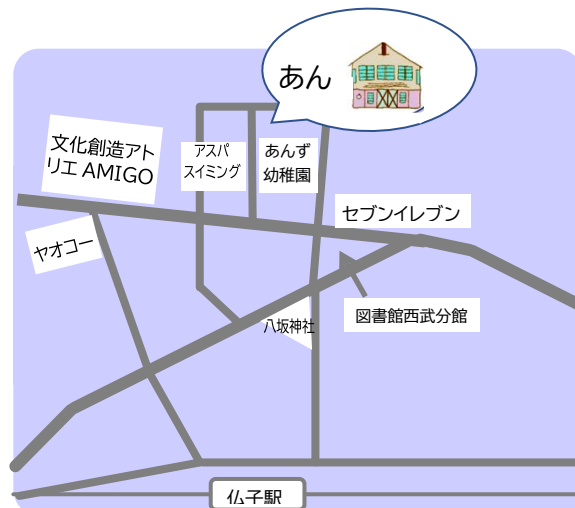 あん
文化創造アト
リエ AMIGO
アスパ
スイミング
あんず
幼稚園
セブンイレブン
ヤオコー
図書館西武分館
八坂神社
仏子駅